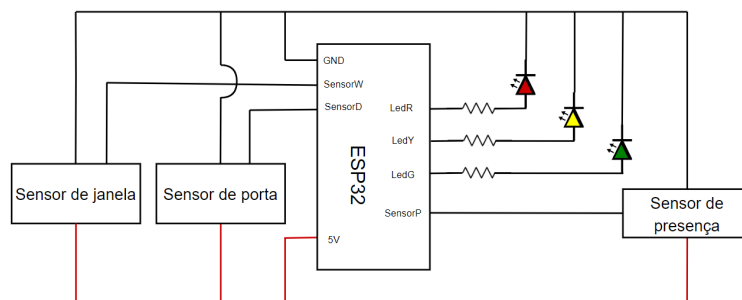 GND
SensorW
SensorD
LedR
LedY
LedG
ESP32
SensorP
5V
Sensor de janela
Sensor de porta
Sensor de
presença